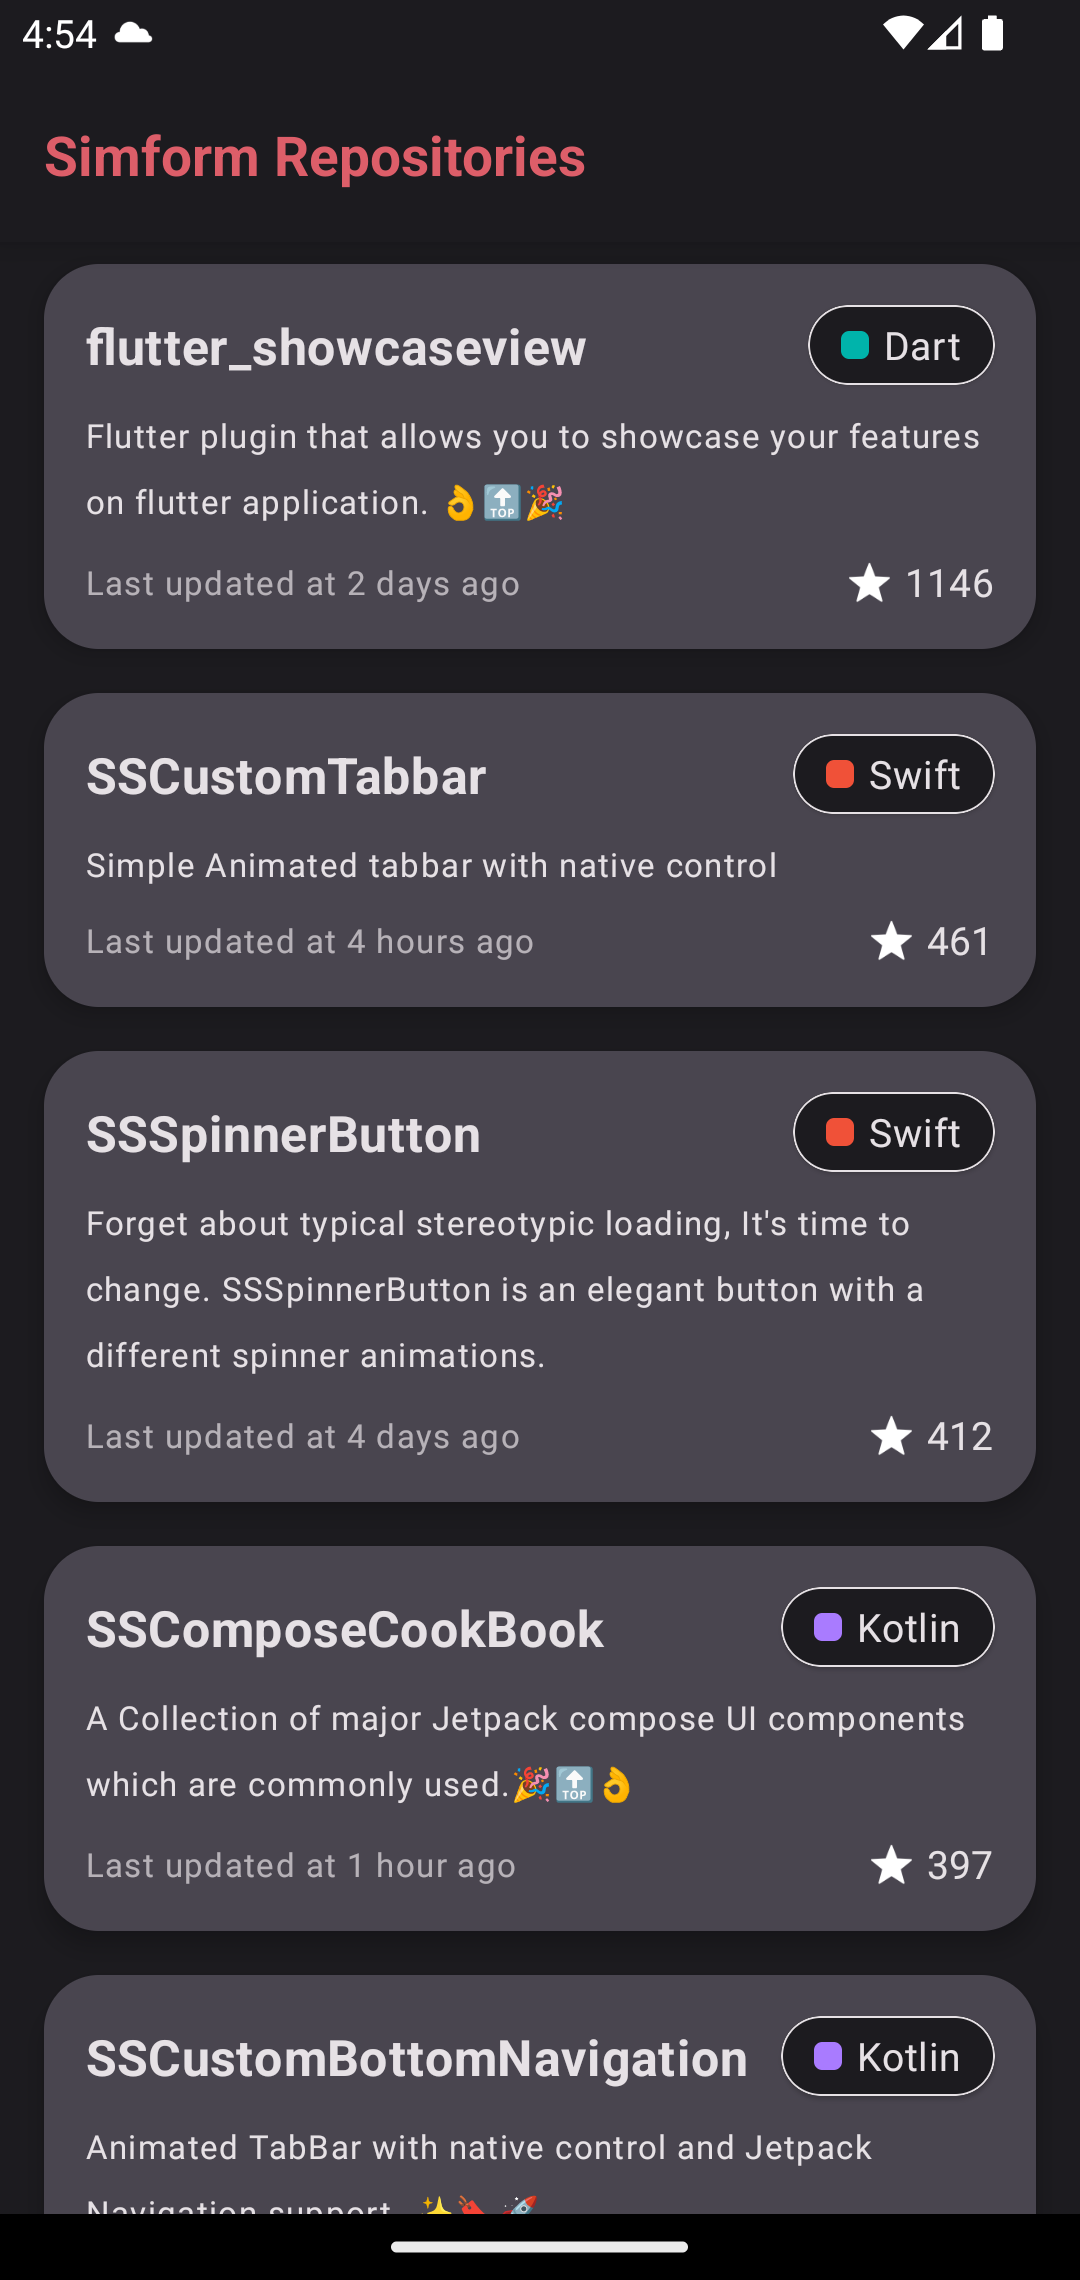 4:54
Simform Repositories
flutter_showcaseview
Dart
Flutter plugin that allows you to showcase your features
on flutter application. 👌🔝🎉
Last updated at 2 days ago
1146
SSCustomTabbar
Swift
Simple Animated tabbar with native control
Last updated at 4 hours ago
461
SSSpinnerButton
Swift
Forget about typical stereotypic loading, It's time to
change. SSSpinnerButton is an elegant button with a
different spinner animations.
Last updated at 4 days ago
412
SSComposeCookBook
Kotlin
A Collection of major Jetpack compose UI components
which are commonly used.🎉🔝👌
Last updated at 1 hour ago
397
SSCustomBottomNavigation
Kotlin
Animated TabBar with native control and Jetpack
Navigation support. ✨🔖🚀